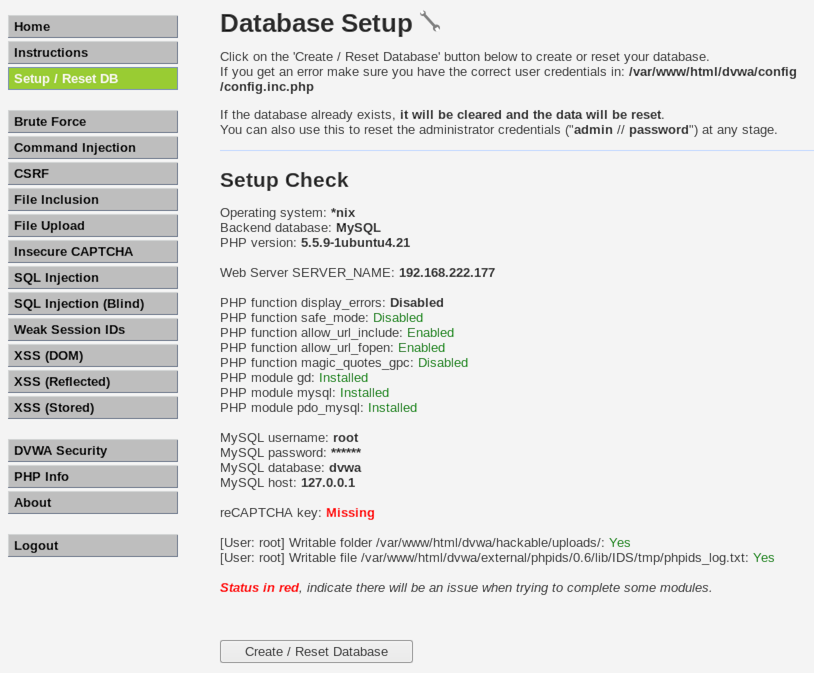 Home
Instructions
Setup / Reset DB
Brute Force
Command Injection
CSRF
File Inclusion
File Upload
Insecure CAPTCHA
SQL Injection
SQL Injection (Blind)
Weak Session IDs
XSS (DOM)
XSS (Reflected)
XSS (Stored)
DVWA Security
PHP Info
About
Logout
Database Setup
Click on the 'Create / Reset Database' button below to create or reset your database.
If you get an error make sure you have the correct user credentials in: /var/www/html/dvwa/config
/config.inc.php
If the database already exists, it will be cleared and the data will be reset.
You can also use this to reset the administrator credentials ("admin // password") at any stage.
Setup Check
Operating system: *nix
Backend database: MySQL
PHP version: 5.5.9-1ubuntu4.21
Web Server SERVER_NAME: 192.168.222.177
PHP function display_errors: Disabled
PHP function safe_mode: Disabled
PHP function allow_url_include: Enabled
PHP function allow_url_fopen: Enabled
PHP function magic_quotes_gpc: Disabled
PHP module gd: Installed
PHP module mysql: Installed
PHP module pdo_mysql: Installed
MySQL username: root
MySQL password: ******
MySQL database: dvwa
MySQL host: 127.0.0.1
reCAPTCHA key: Missing
[User: root] Writable folder /var/www/html/dvwa/hackable/uploads/: Yes
[User: root] Writable file /var/www/html/dvwa/external/phpids/0.6/lib/IDS/tmp/phpids_log.txt: Yes
Status in red, indicate there will be an issue when trying to complete some modules.
Create / Reset Database